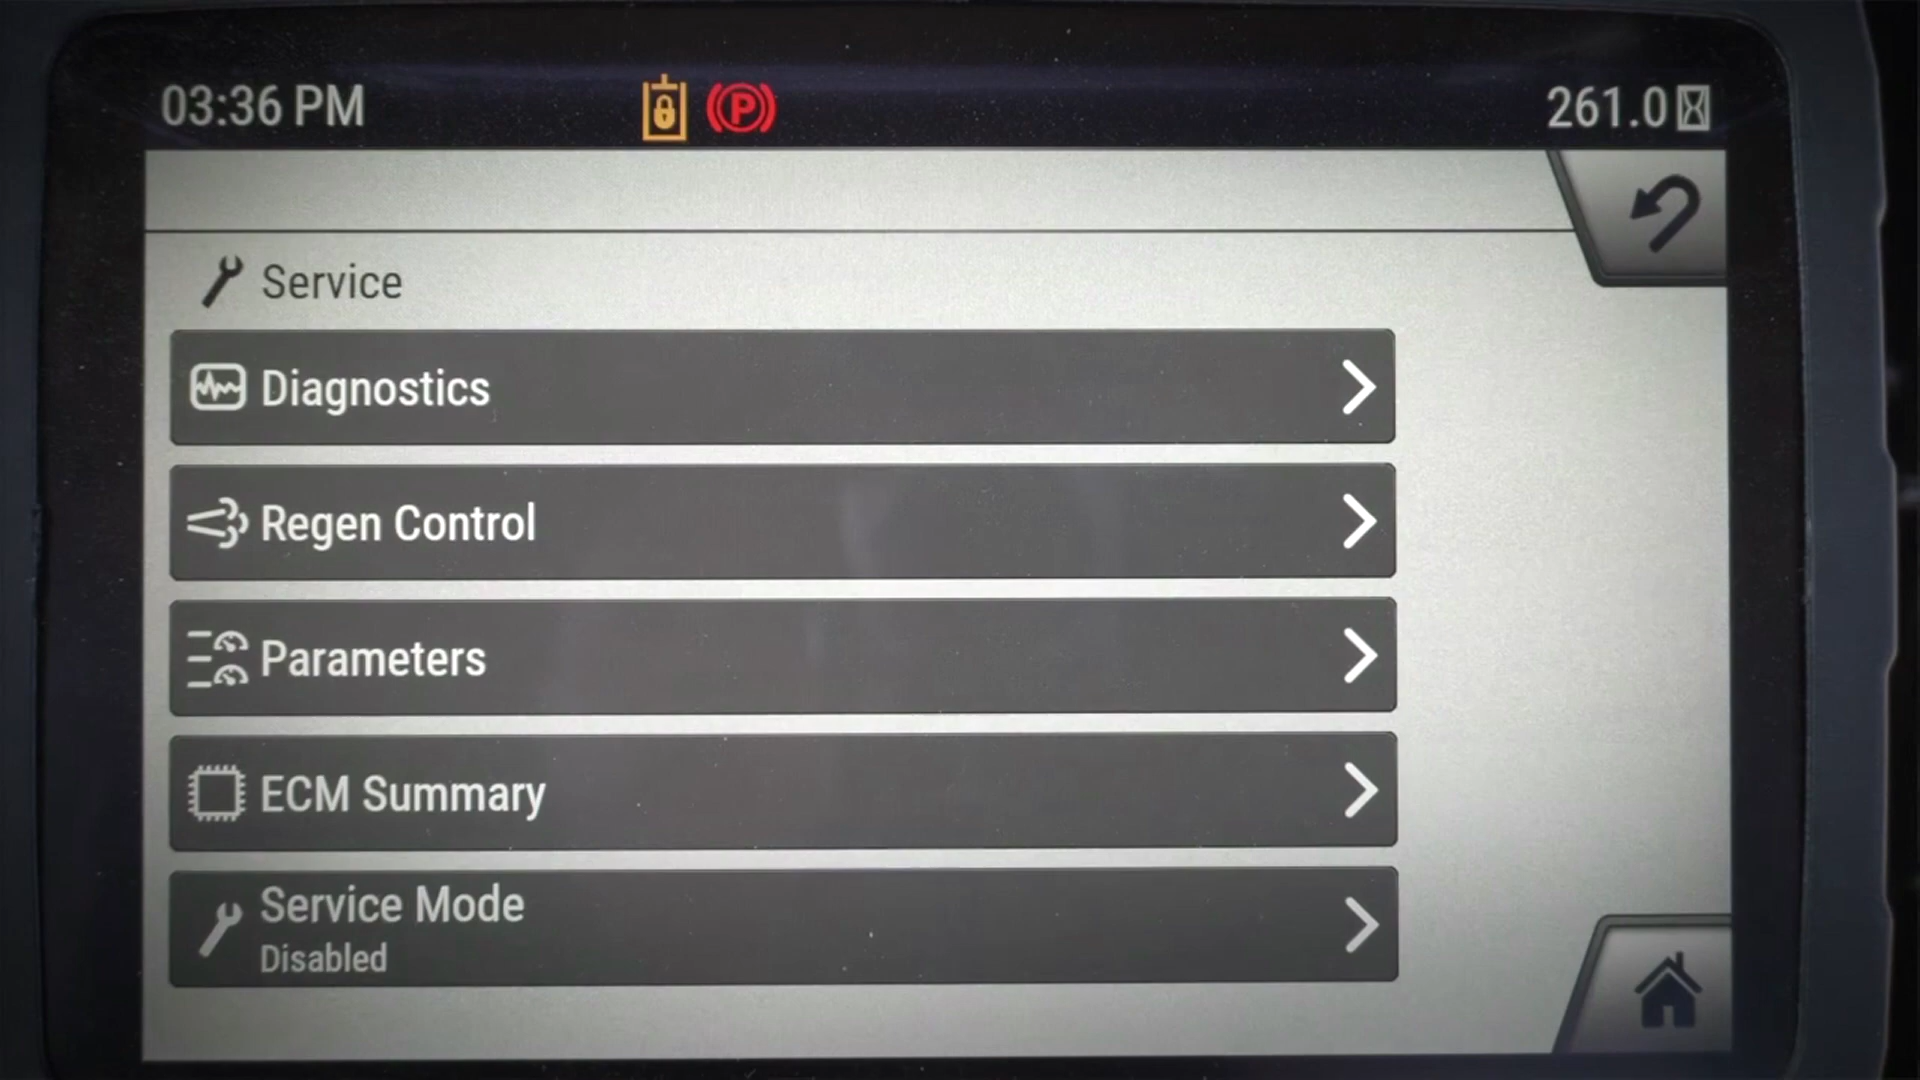 03:36 PM
P
261.0
Service
Diagnostics
Regen Control
Parameters
ECM Summary
Service Mode
Disabled